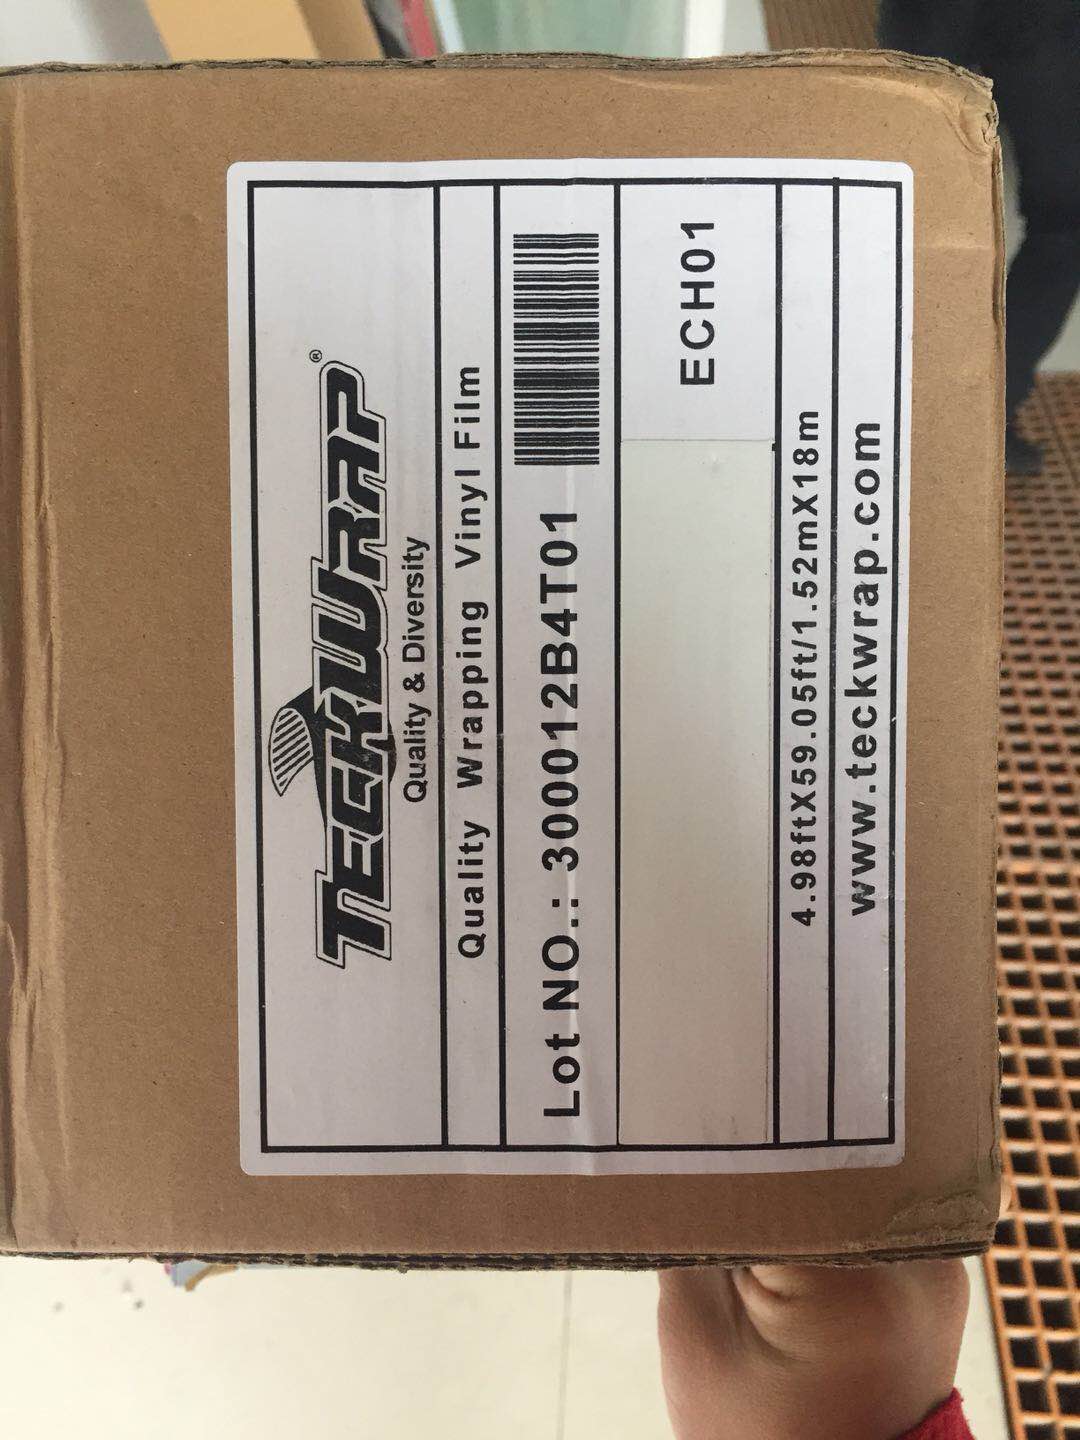 TECKWRAP®
Quality & Diversity
Quality Wrapping Vinyl Film
Lot NO.: 300012B4T01
ECH01
4.98ftX59.05ft/1.52mX18m
www.teckwrap.com